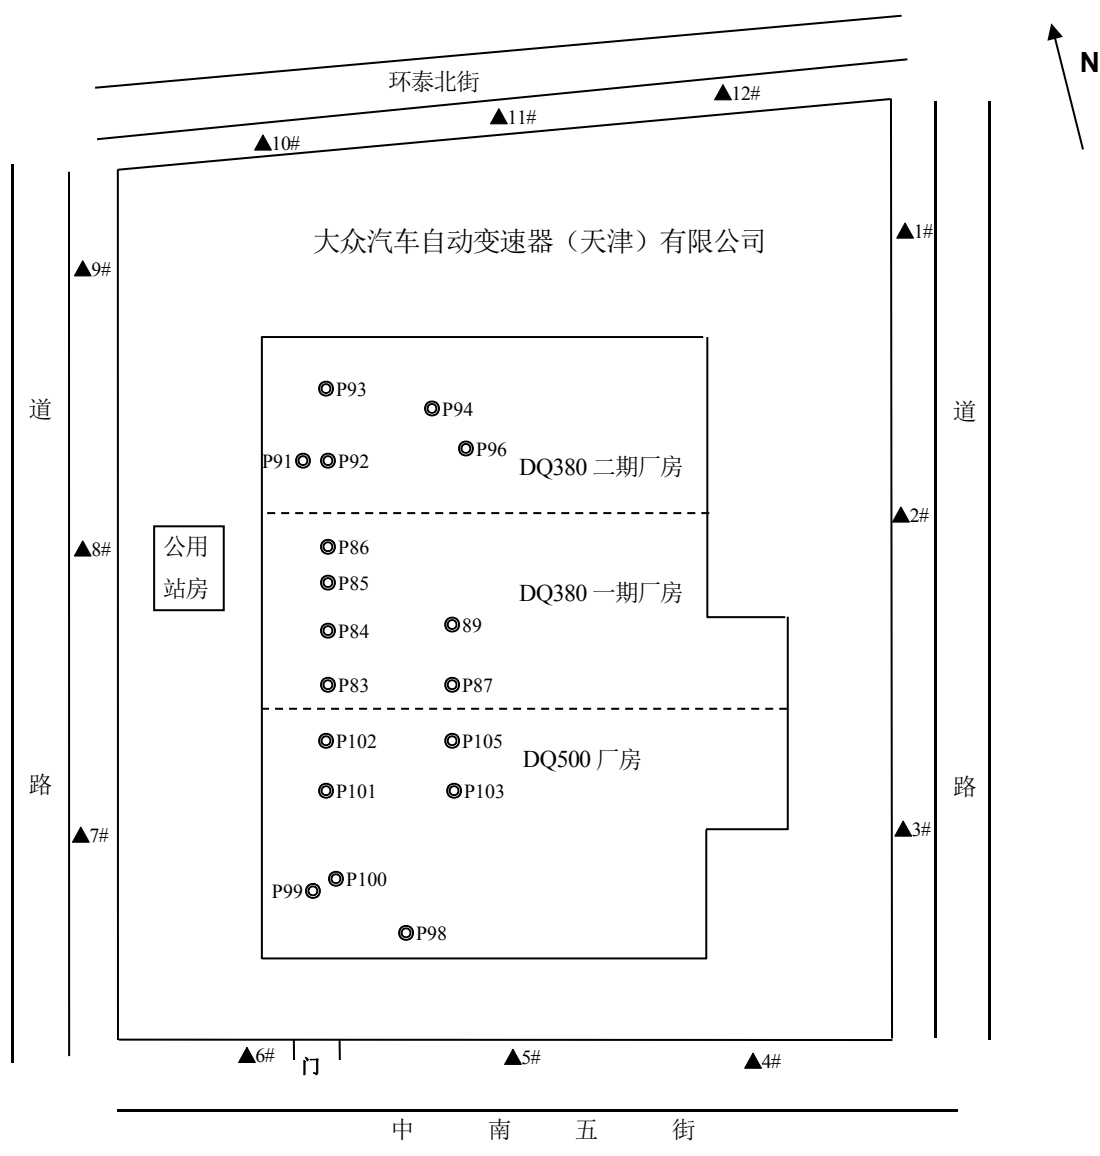 N
环泰北街
▲12#
▲11#
▲10#
大众汽车自动变速器（天津）有限公司
▲1#
▲9#
P93
P94
P96
P91
P92
DQ380 二期厂房
道
道
▲2#
▲8#
公用
站房
P86
P85
DQ380 一期厂房
P84
89
P83
P87
P102
P105
DQ500 厂房
路
路
P101
P103
▲3#
▲7#
P100
P99
P98
▲6#
门
▲5#
▲4#
中 南 五 街